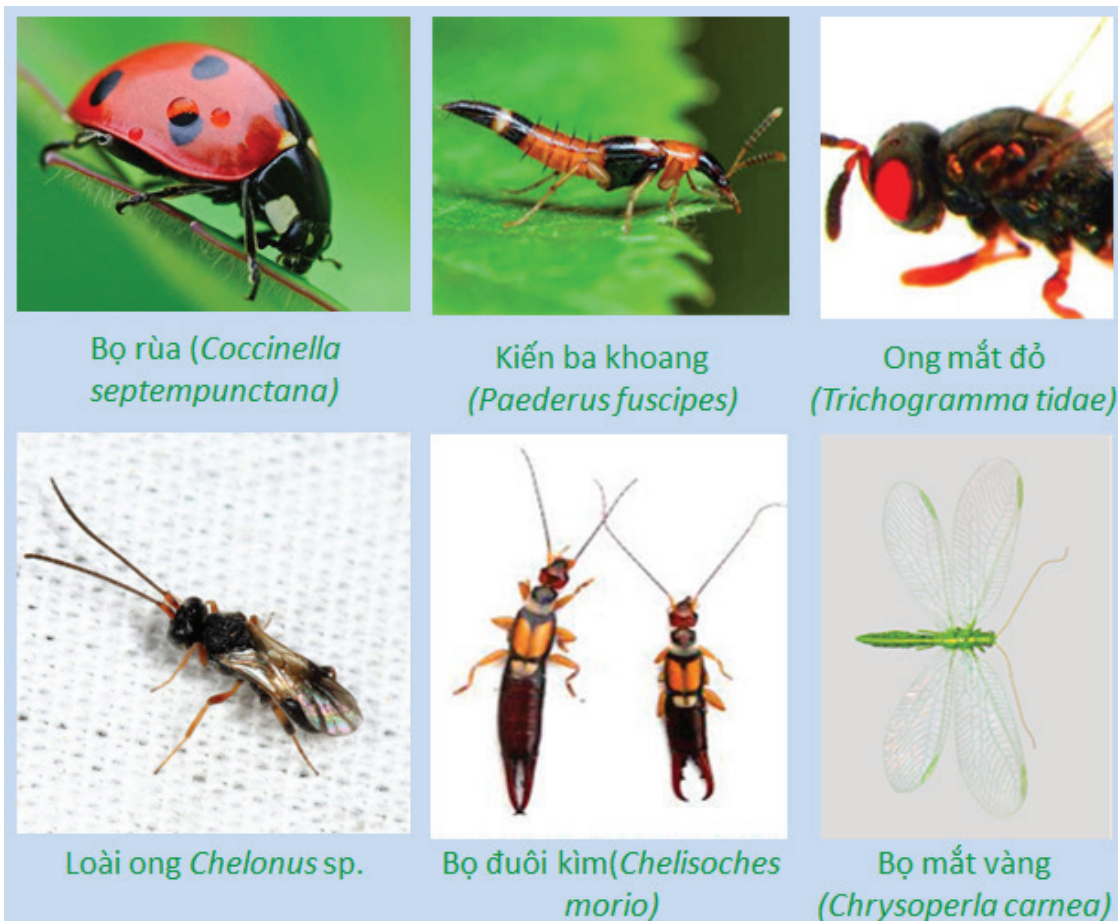 Bọ rùa (Coccinella
septempunctana)
Kiến ba khoang
(Paederus fuscipes)
Ong mắt đỏ
(Trichogramma tidae)
Loài ong Chelonus sp.
Bọ đuôi kìm(Chelisoches
morio)
Bọ mắt vàng
(Chrysoperla carnea)